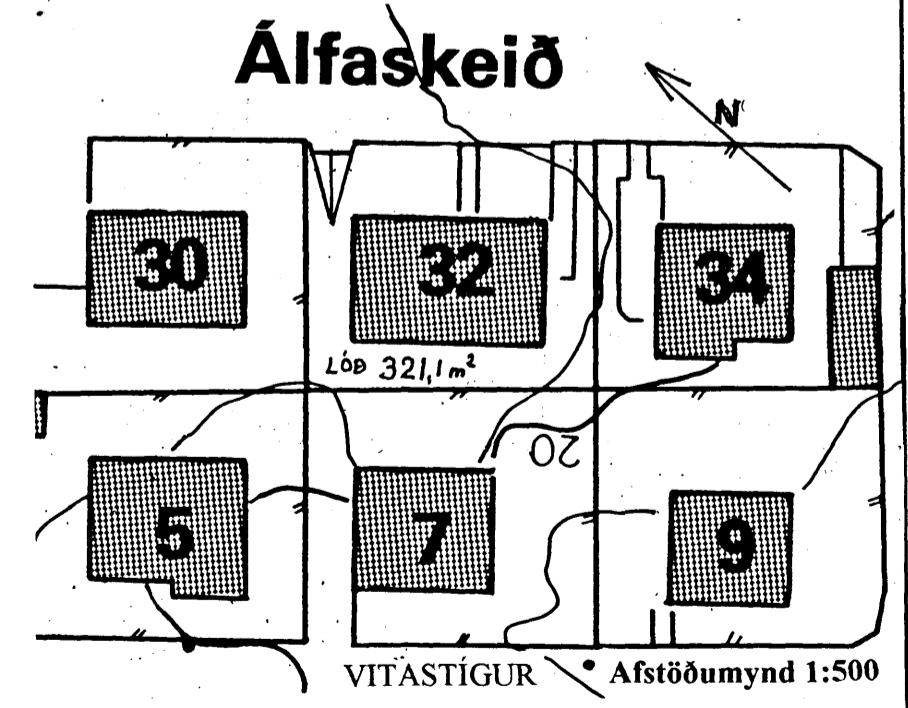 Álfaskeið
N
30
32
34
LÓÐ 321,1 m²
20
5
7
9
VITASTÍGUR
Afstöðumynd 1:500